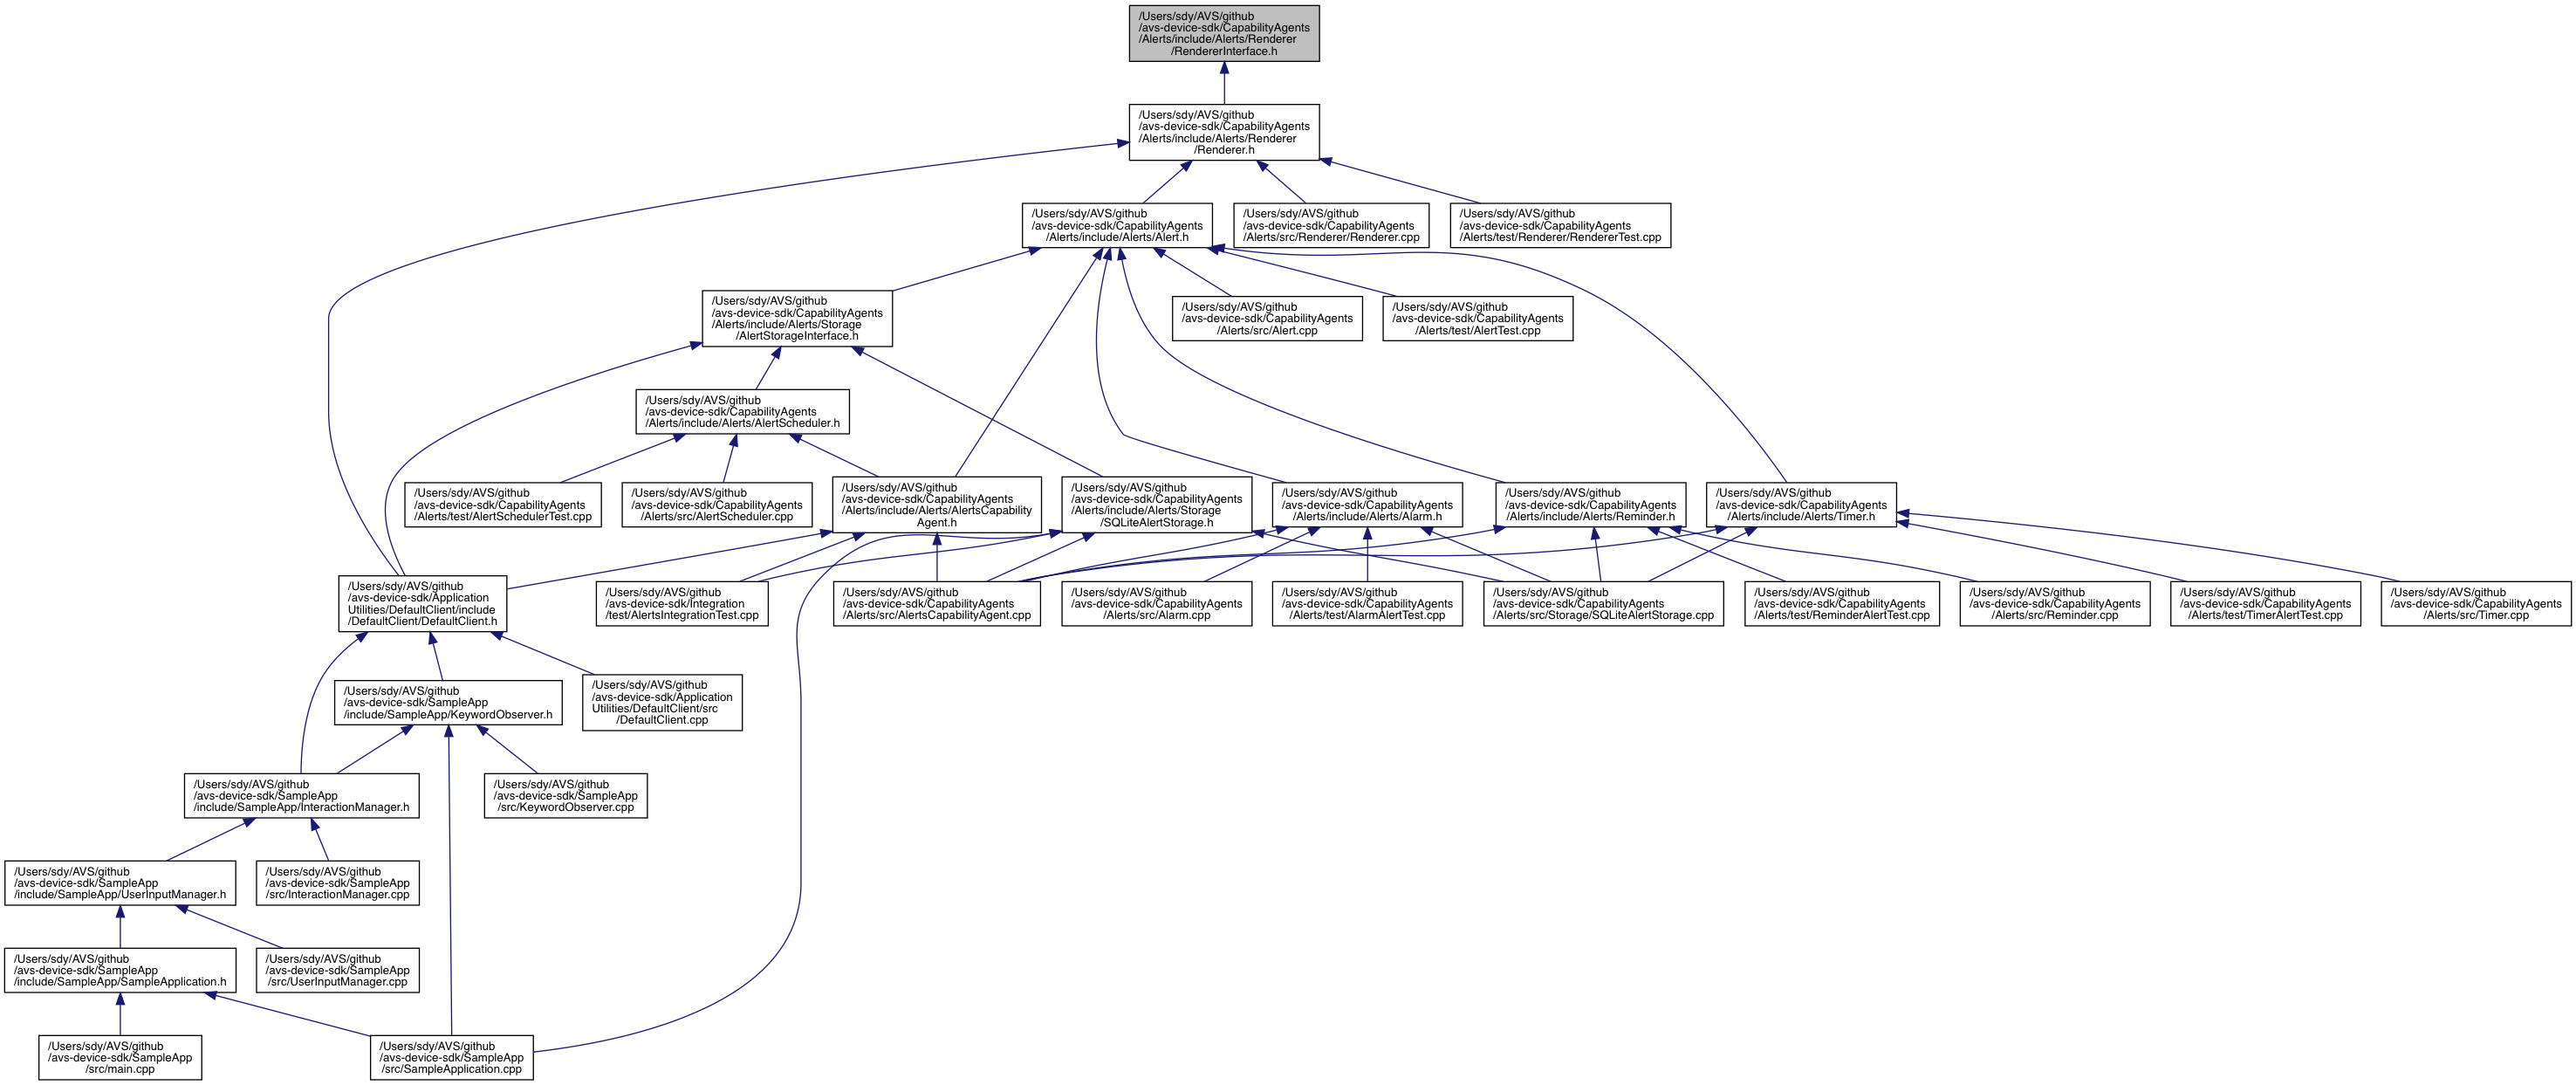 /Users/sdy/AVS/github
/avs-device-sdk/CapabilityAgents
/Alerts/include/Alerts/Renderer
/RendererInterface.h
/Users/sdy/AVS/github
/avs-device-sdk/CapabilityAgents
/Alerts/include/Alerts/Renderer
/Renderer.h
/Users/sdy/AVS/github
/avs-device-sdk/CapabilityAgents
/Alerts/include/Alerts/Alert.h
/Users/sdy/AVS/github
/avs-device-sdk/CapabilityAgents
/Alerts/src/Renderer/Renderer.cpp
/Users/sdy/AVS/github
/avs-device-sdk/CapabilityAgents
/Alerts/test/Renderer/RendererTest.cpp
/Users/sdy/AVS/github
/avs-device-sdk/CapabilityAgents
/Alerts/include/Alerts/Storage
/AlertStorageInterface.h
/Users/sdy/AVS/github
/avs-device-sdk/CapabilityAgents
/Alerts/src/Alert.cpp
/Users/sdy/AVS/github
/avs-device-sdk/CapabilityAgents
/Alerts/test/AlertTest.cpp
/Users/sdy/AVS/github
/avs-device-sdk/CapabilityAgents
/Alerts/include/Alerts/AlertScheduler.h
/Users/sdy/AVS/github
/avs-device-sdk/CapabilityAgents
/Alerts/test/AlertSchedulerTest.cpp
/Users/sdy/AVS/github
/avs-device-sdk/CapabilityAgents
/Alerts/src/AlertScheduler.cpp
/Users/sdy/AVS/github
/avs-device-sdk/CapabilityAgents
/Alerts/include/Alerts/AlertsCapability
Agent.h
/Users/sdy/AVS/github
/avs-device-sdk/CapabilityAgents
/Alerts/include/Alerts/Storage
/SQLiteAlertStorage.h
/Users/sdy/AVS/github
/avs-device-sdk/CapabilityAgents
/Alerts/include/Alerts/Alarm.h
/Users/sdy/AVS/github
/avs-device-sdk/CapabilityAgents
/Alerts/include/Alerts/Reminder.h
/Users/sdy/AVS/github
/avs-device-sdk/CapabilityAgents
/Alerts/include/Alerts/Timer.h
/Users/sdy/AVS/github
/avs-device-sdk/Application
Utilities/DefaultClient/include
/DefaultClient/DefaultClient.h
/Users/sdy/AVS/github
/avs-device-sdk/Integration
/test/AlertsIntegrationTest.cpp
/Users/sdy/AVS/github
/avs-device-sdk/CapabilityAgents
/Alerts/src/AlertsCapabilityAgent.cpp
/Users/sdy/AVS/github
/avs-device-sdk/CapabilityAgents
/Alerts/src/Alarm.cpp
/Users/sdy/AVS/github
/avs-device-sdk/CapabilityAgents
/Alerts/test/AlarmAlertTest.cpp
/Users/sdy/AVS/github
/avs-device-sdk/CapabilityAgents
/Alerts/src/Storage/SQLiteAlertStorage.cpp
/Users/sdy/AVS/github
/avs-device-sdk/CapabilityAgents
/Alerts/test/ReminderAlertTest.cpp
/Users/sdy/AVS/github
/avs-device-sdk/CapabilityAgents
/Alerts/src/Reminder.cpp
/Users/sdy/AVS/github
/avs-device-sdk/CapabilityAgents
/Alerts/test/TimerAlertTest.cpp
/Users/sdy/AVS/github
/avs-device-sdk/CapabilityAgents
/Alerts/src/Timer.cpp
/Users/sdy/AVS/github
/avs-device-sdk/SampleApp
/include/SampleApp/KeywordObserver.h
/Users/sdy/AVS/github
/avs-device-sdk/Application
Utilities/DefaultClient/src
/DefaultClient.cpp
/Users/sdy/AVS/github
/avs-device-sdk/SampleApp
/include/SampleApp/InteractionManager.h
/Users/sdy/AVS/github
/avs-device-sdk/SampleApp
/src/KeywordObserver.cpp
/Users/sdy/AVS/github
/avs-device-sdk/SampleApp
/include/SampleApp/UserInputManager.h
/Users/sdy/AVS/github
/avs-device-sdk/SampleApp
/src/InteractionManager.cpp
/Users/sdy/AVS/github
/avs-device-sdk/SampleApp
/include/SampleApp/SampleApplication.h
/Users/sdy/AVS/github
/avs-device-sdk/SampleApp
/src/UserInputManager.cpp
/Users/sdy/AVS/github
/avs-device-sdk/SampleApp
/src/main.cpp
/Users/sdy/AVS/github
/avs-device-sdk/SampleApp
/src/SampleApplication.cpp